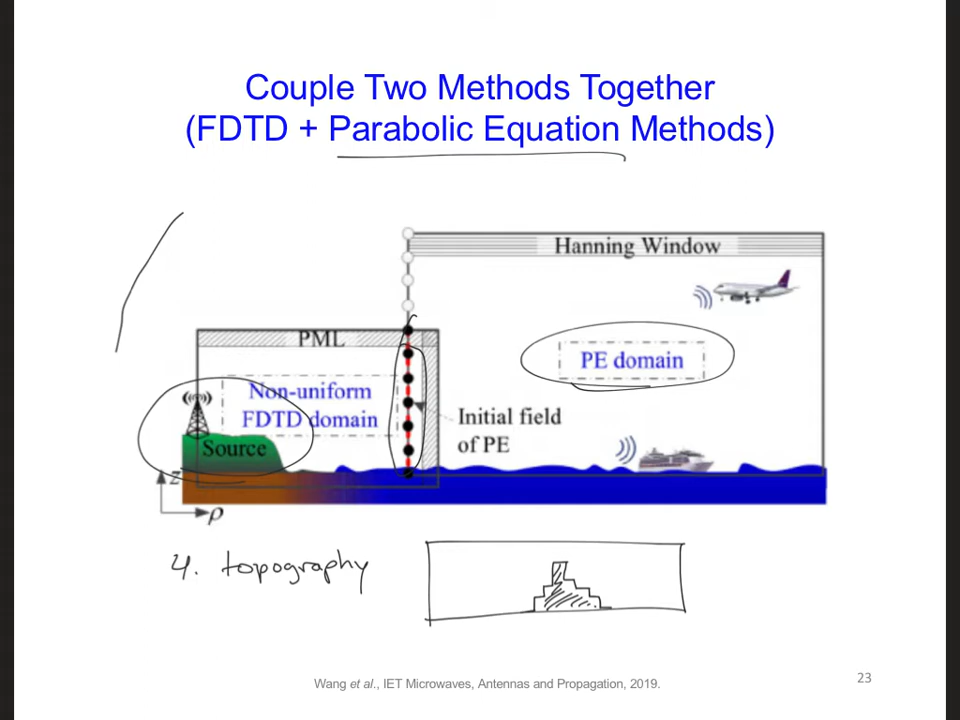 Couple Two Methods Together
(FDTD + Parabolic Equation Methods)
Hanning Window
PML
PE domain
Non-uniform
FDTD domain
Initial field
of PE
Source
z
ρ
4. topography
Wang et al., IET Microwaves, Antennas and Propagation, 2019.
23